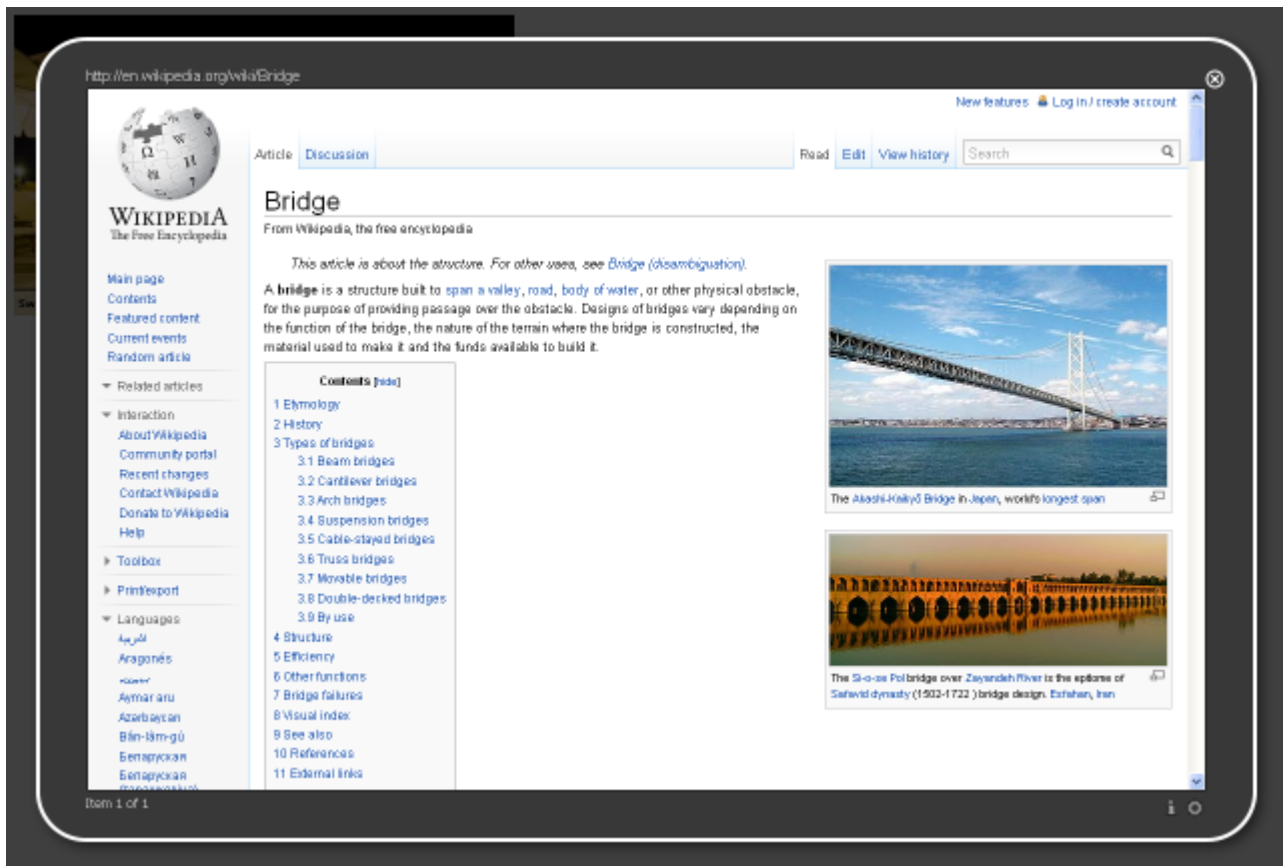 http://en.wikipedia.org/wiki/Bridge
New features Log in / create account
Article Discussion
Read Edit View history Search
WIKIPEDIA
The Free Encyclopedia
Main page
Contents
Featured content
Current events
Random article
Related articles
Interaction
About Wikipedia
Community portal
Recent changes
Contact Wikipedia
Donate to Wikipedia
Help
Toolbox
Print/export
Languages
العربية
Aragonés
Aymar aru
Azərbaycan
Bân-lâm-gú
Беларуская
Беларуская
Bridge
From Wikipedia, the free encyclopedia
This article is about the structure. For other uses, see Bridge (disambiguation).
A bridge is a structure built to span a valley, road, body of water, or other physical obstacle,
for the purpose of providing passage over the obstacle. Designs of bridges vary depending on
the function of the bridge, the nature of the terrain where the bridge is constructed, the
material used to make it and the funds available to build it.
Contents [hide]
1 Etymology
2 History
3 Types of bridges
3.1 Beam bridges
3.2 Cantilever bridges
3.3 Arch bridges
3.4 Suspension bridges
3.5 Cable-stayed bridges
3.6 Truss bridges
3.7 Movable bridges
3.8 Double-decked bridges
3.9 By use
4 Structure
5 Efficiency
6 Other functions
7 Bridge failures
8 Visual index
9 See also
10 References
11 External links
The Akashi-Kaikyō Bridge in Japan, world's longest span
The Si-o-se Pol bridge over Zayandeh River is the epitome of
Safavid dynasty (1502-1722 ) bridge design. Esfahan, Iran
Item 1 of 1